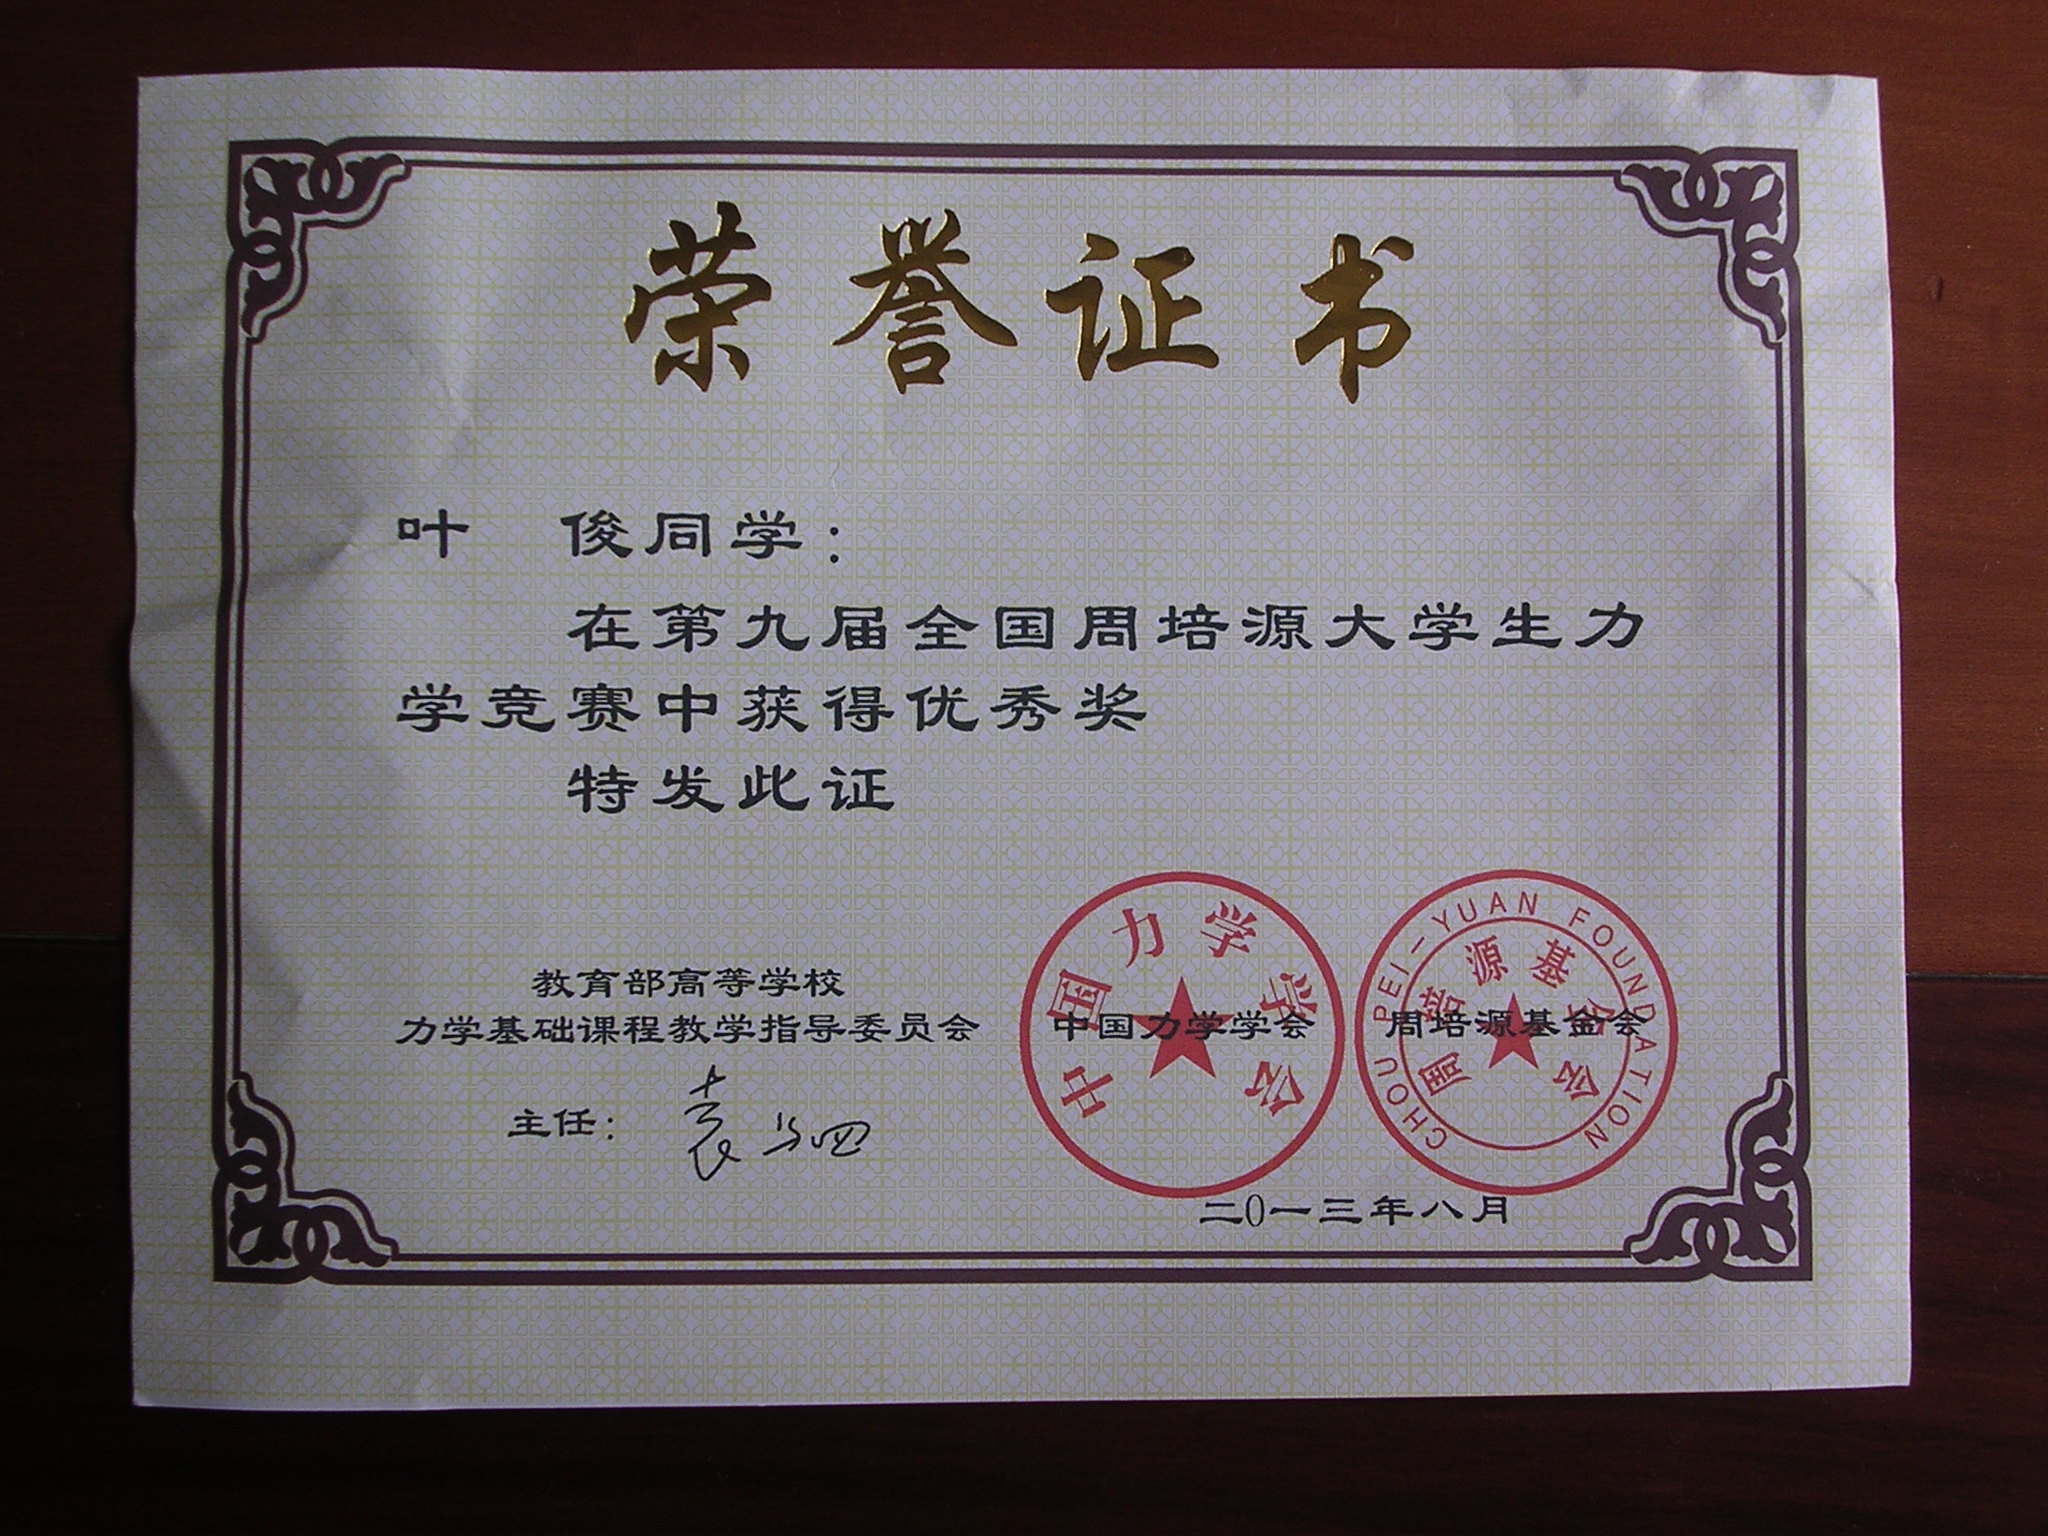 荣誉证书
叶 俊同学：
在第九届全国周培源大学生力
学竞赛中获得优秀奖
特发此证
教育部高等学校
力学基础课程教学指导委员会
中国力学学会
周培源基金会
主任：
中国力学学会
CHOU PEI-YUAN FOUNDATION
周培源基金会
二0一三年八月